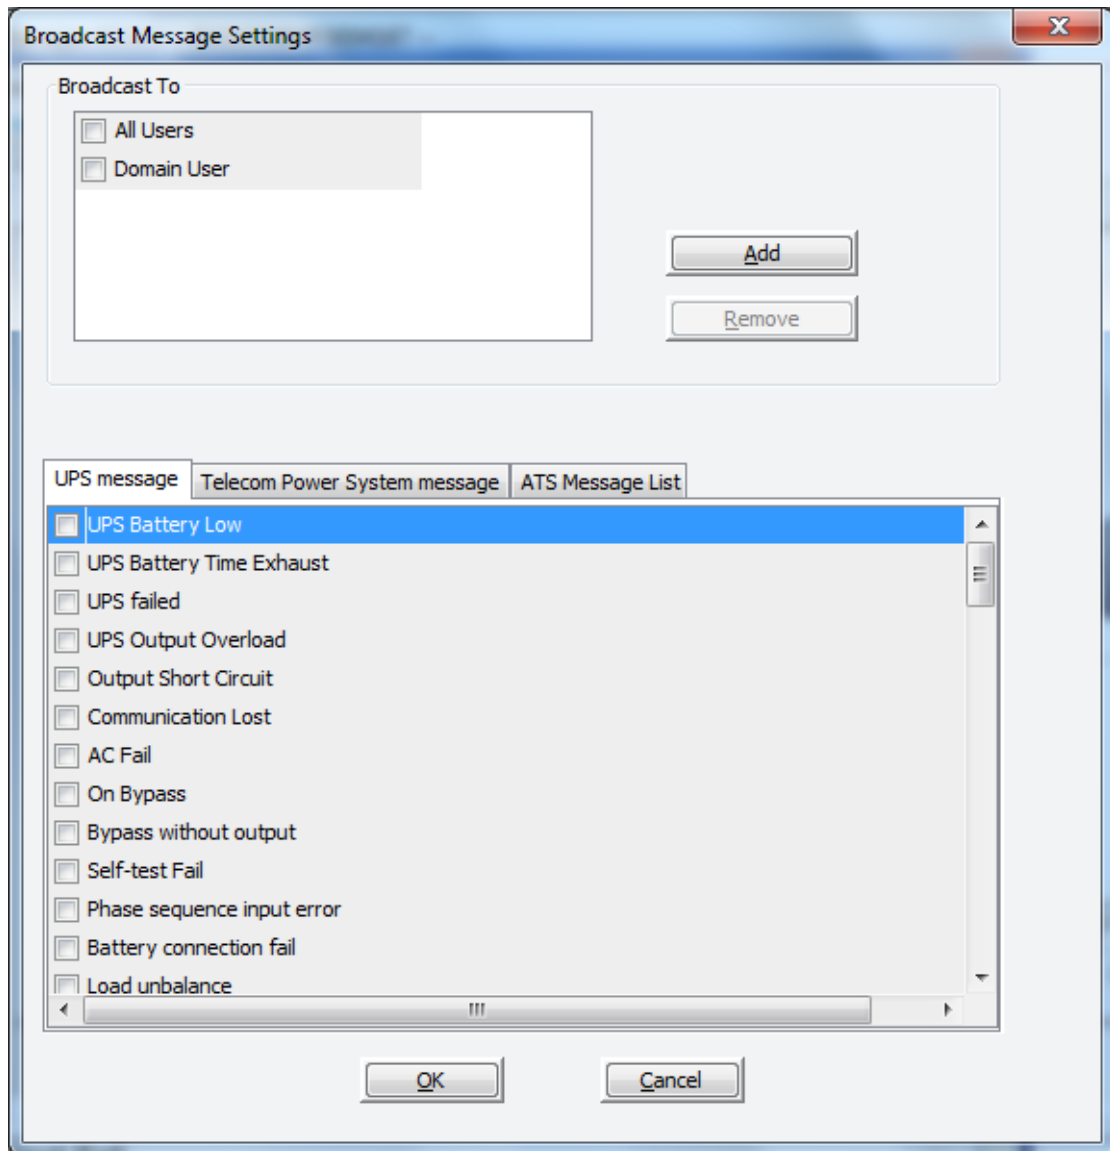 Broadcast Message Settings
Broadcast To
All Users
Domain User
Add
Remove
UPS message
Telecom Power System message
ATS Message List
UPS Battery Low
UPS Battery Time Exhaust
UPS failed
UPS Output Overload
Output Short Circuit
Communication Lost
AC Fail
On Bypass
Bypass without output
Self-test Fail
Phase sequence input error
Battery connection fail
Load unbalance
OK
Cancel